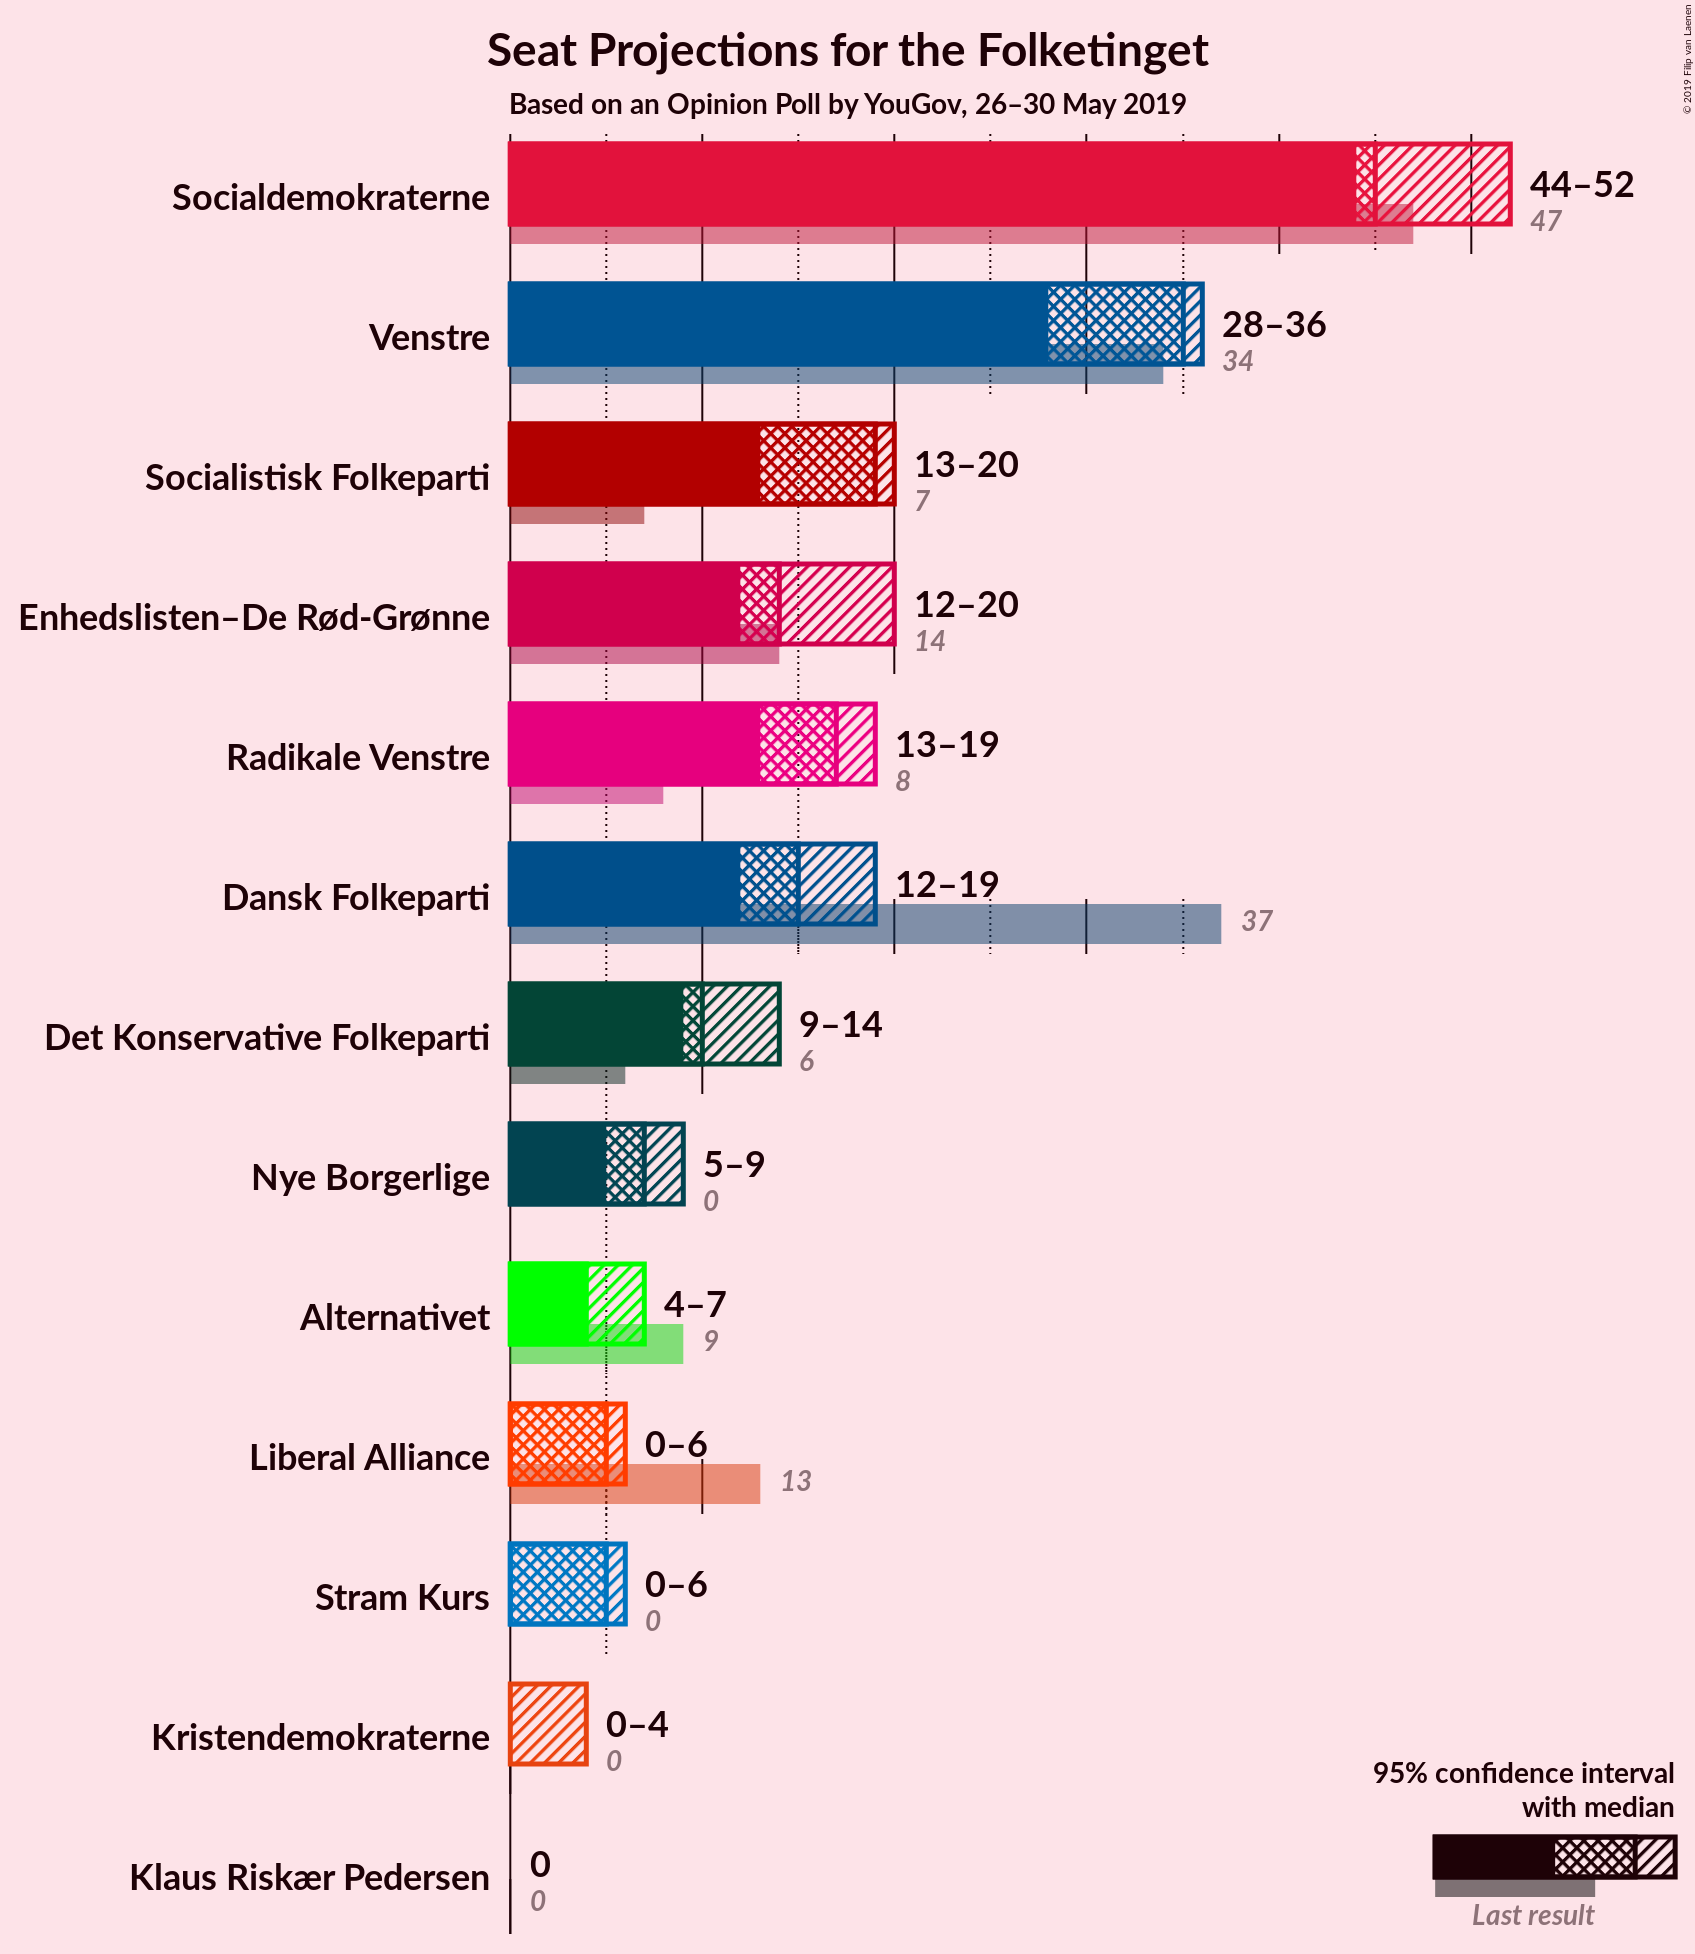 Seat Projections for the Folketinget
Based on an Opinion Poll by YouGov, 26–30 May 2019
© 2019 Filip van Laenen
Socialdemokraterne
44–52
47
Venstre
28–36
34
Socialistisk Folkeparti
13–20
7
Enhedslisten–De Rød-Grønne
12–20
14
Radikale Venstre
13–19
8
Dansk Folkeparti
12–19
37
Det Konservative Folkeparti
9–14
6
Nye Borgerlige
5–9
0
Alternativet
4–7
9
Liberal Alliance
0–6
13
Stram Kurs
0–6
0
Kristendemokraterne
0–4
0
Klaus Riskær Pedersen
0
0
95% confidence interval
with median
Last result